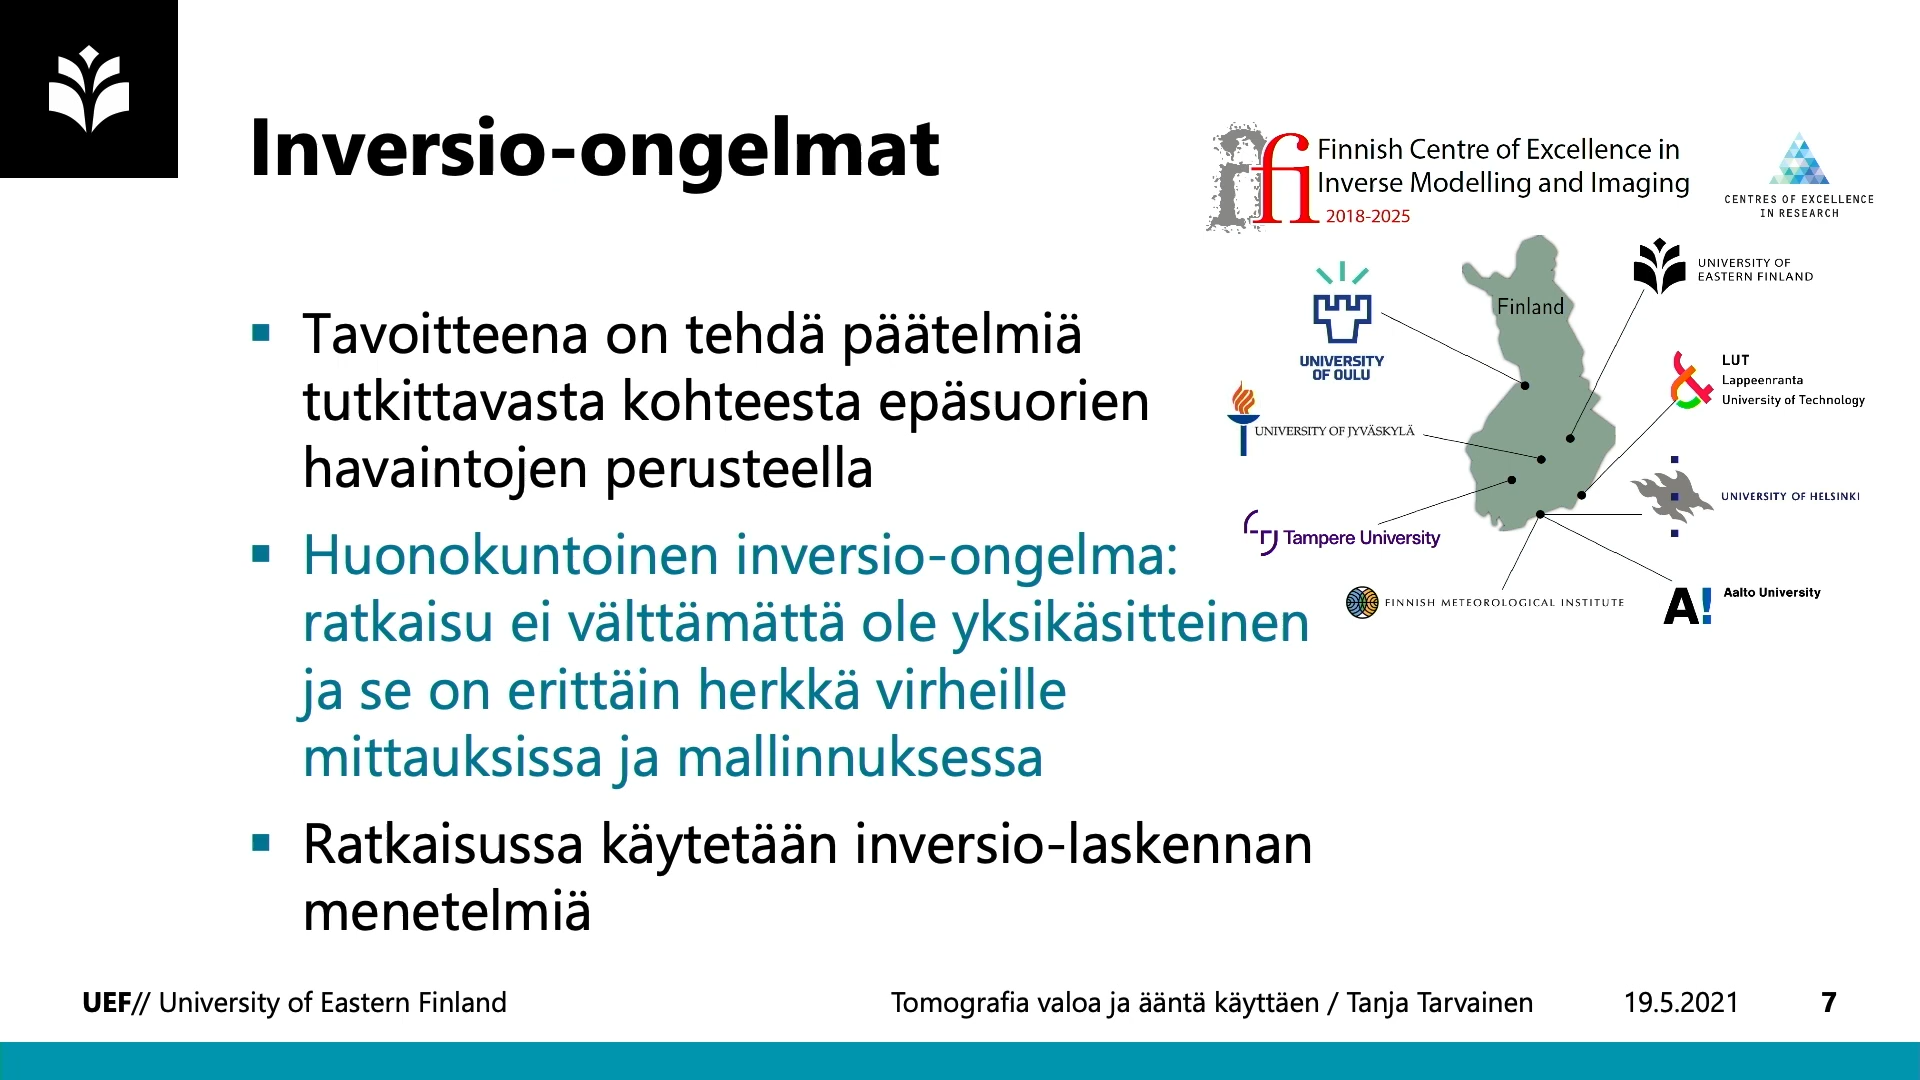 Inversio-ongelmat
Finnish Centre of Excellence in
Inverse Modelling and Imaging
2018-2025
CENTRES OF EXCELLENCE
IN RESEARCH
Finland
UNIVERSITY OF
EASTERN FINLAND
UNIVERSITY
OF OULU
LUT
Lappeenranta
University of Technology
UNIVERSITY OF JYVÄSKYLÄ
UNIVERSITY OF HELSINKI
Tampere University
FINNISH METEOROLOGICAL INSTITUTE
A!
Aalto University
Tavoitteena on tehdä päätelmiä
tutkittavasta kohteesta epäsuorien
havaintojen perusteella
Huonokuntoinen inversio-ongelma:
ratkaisu ei välttämättä ole yksikäsitteinen
ja se on erittäin herkkä virheille
mittauksissa ja mallinnuksessa
Ratkaisussa käytetään inversio-laskennan
menetelmiä
UEF// University of Eastern Finland
Tomografia valoa ja ääntä käyttäen / Tanja Tarvainen
19.5.2021
7